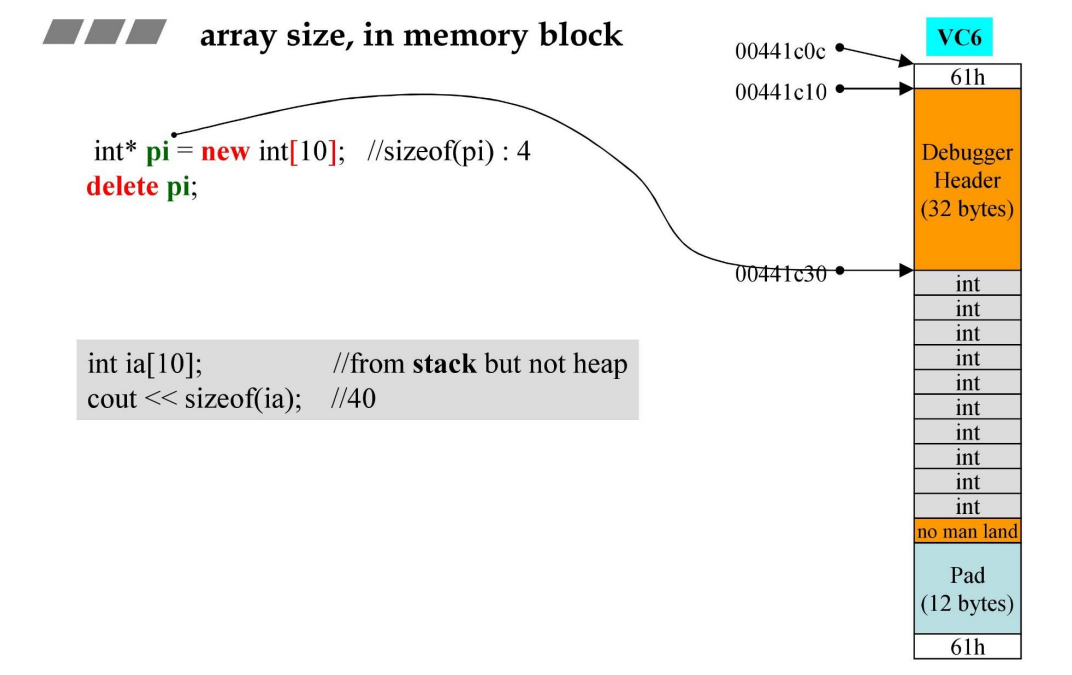 array size, in memory block
int* pi = new int[10];   //sizeof(pi) : 4
delete pi;
int ia[10];   //from stack but not heap
cout << sizeof(ia);   //40
VC6
00441c0c
61h
00441c10
Debugger
Header
(32 bytes)
00441c30
int
int
int
int
int
int
int
int
int
int
no man land
Pad
(12 bytes)
61h